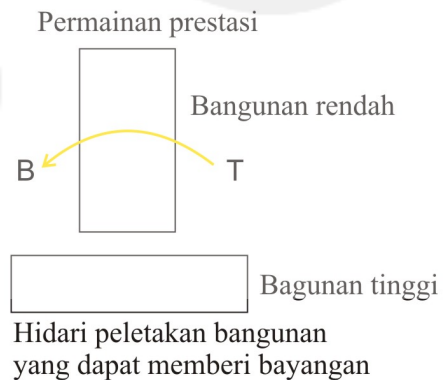 Permainan prestasi
Bangunan rendah
B
T
Bagunan tinggi
Hidari peletakan bangunan
yang dapat memberi bayangan